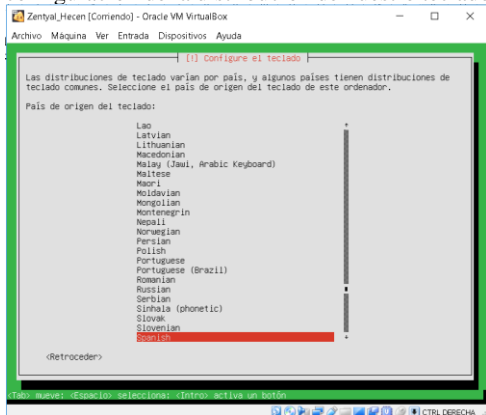 Zentyal_Hecen [Corriendo] - Oracle VM VirtualBox
Archivo Máquina Ver Entrada Dispositivos Ayuda
[!] Configure el teclado
Las distribuciones de teclado varían por país, y algunos países tienen distribuciones de
teclado comunes. Seleccione el país de origen del teclado de este ordenador.
País de origen del teclado:
Lao
Latvian
Lithuanian
Macedonian
Malay (Jawi, Arabic Keyboard)
Maltese
Maori
Moldavian
Mongolian
Montenegrin
Nepali
Norwegian
Persian
Polish
Portuguese
Portuguese (Brazil)
Romanian
Russian
Serbian
Sinhala (phonetic)
Slovak
Slovenian
Spanish
<Retroceder>
<Tab> mueve; <Espacio> selecciona; <Intro> activa un botón
CTRL DERECHA